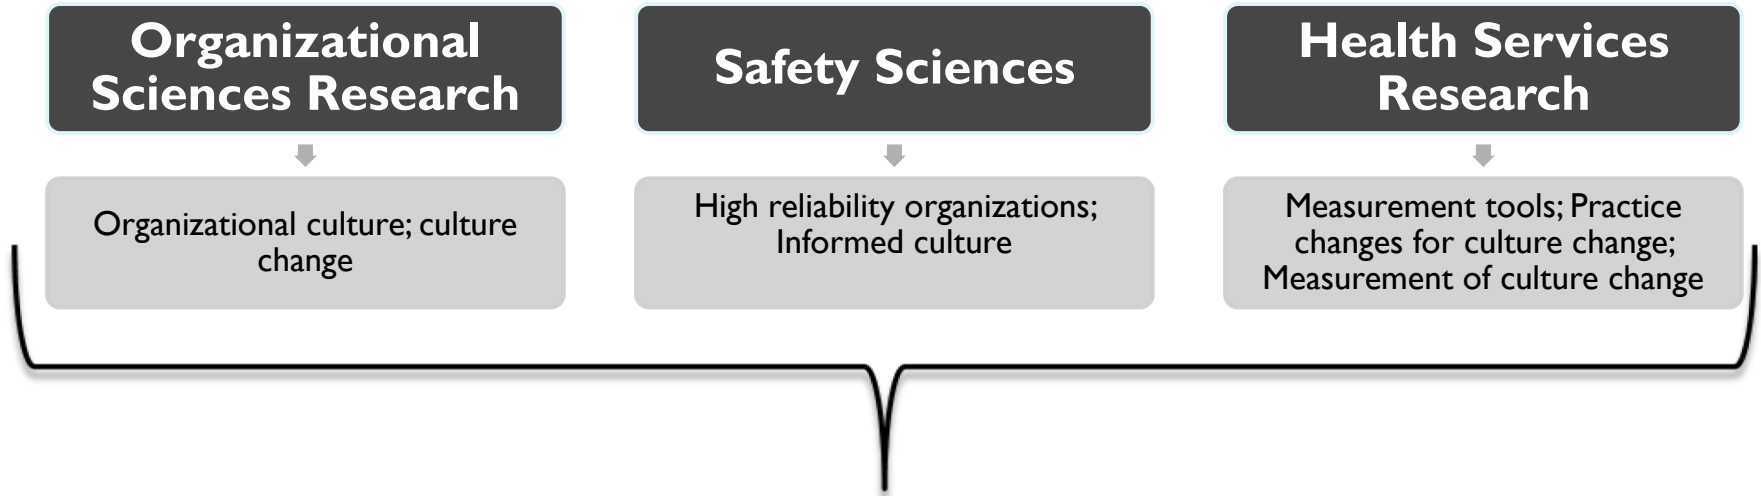 Organizational
Sciences Research
Safety Sciences
Health Services
Research
Organizational culture; culture
change
High reliability organizations;
Informed culture
Measurement tools; Practice
changes for culture change;
Measurement of culture change